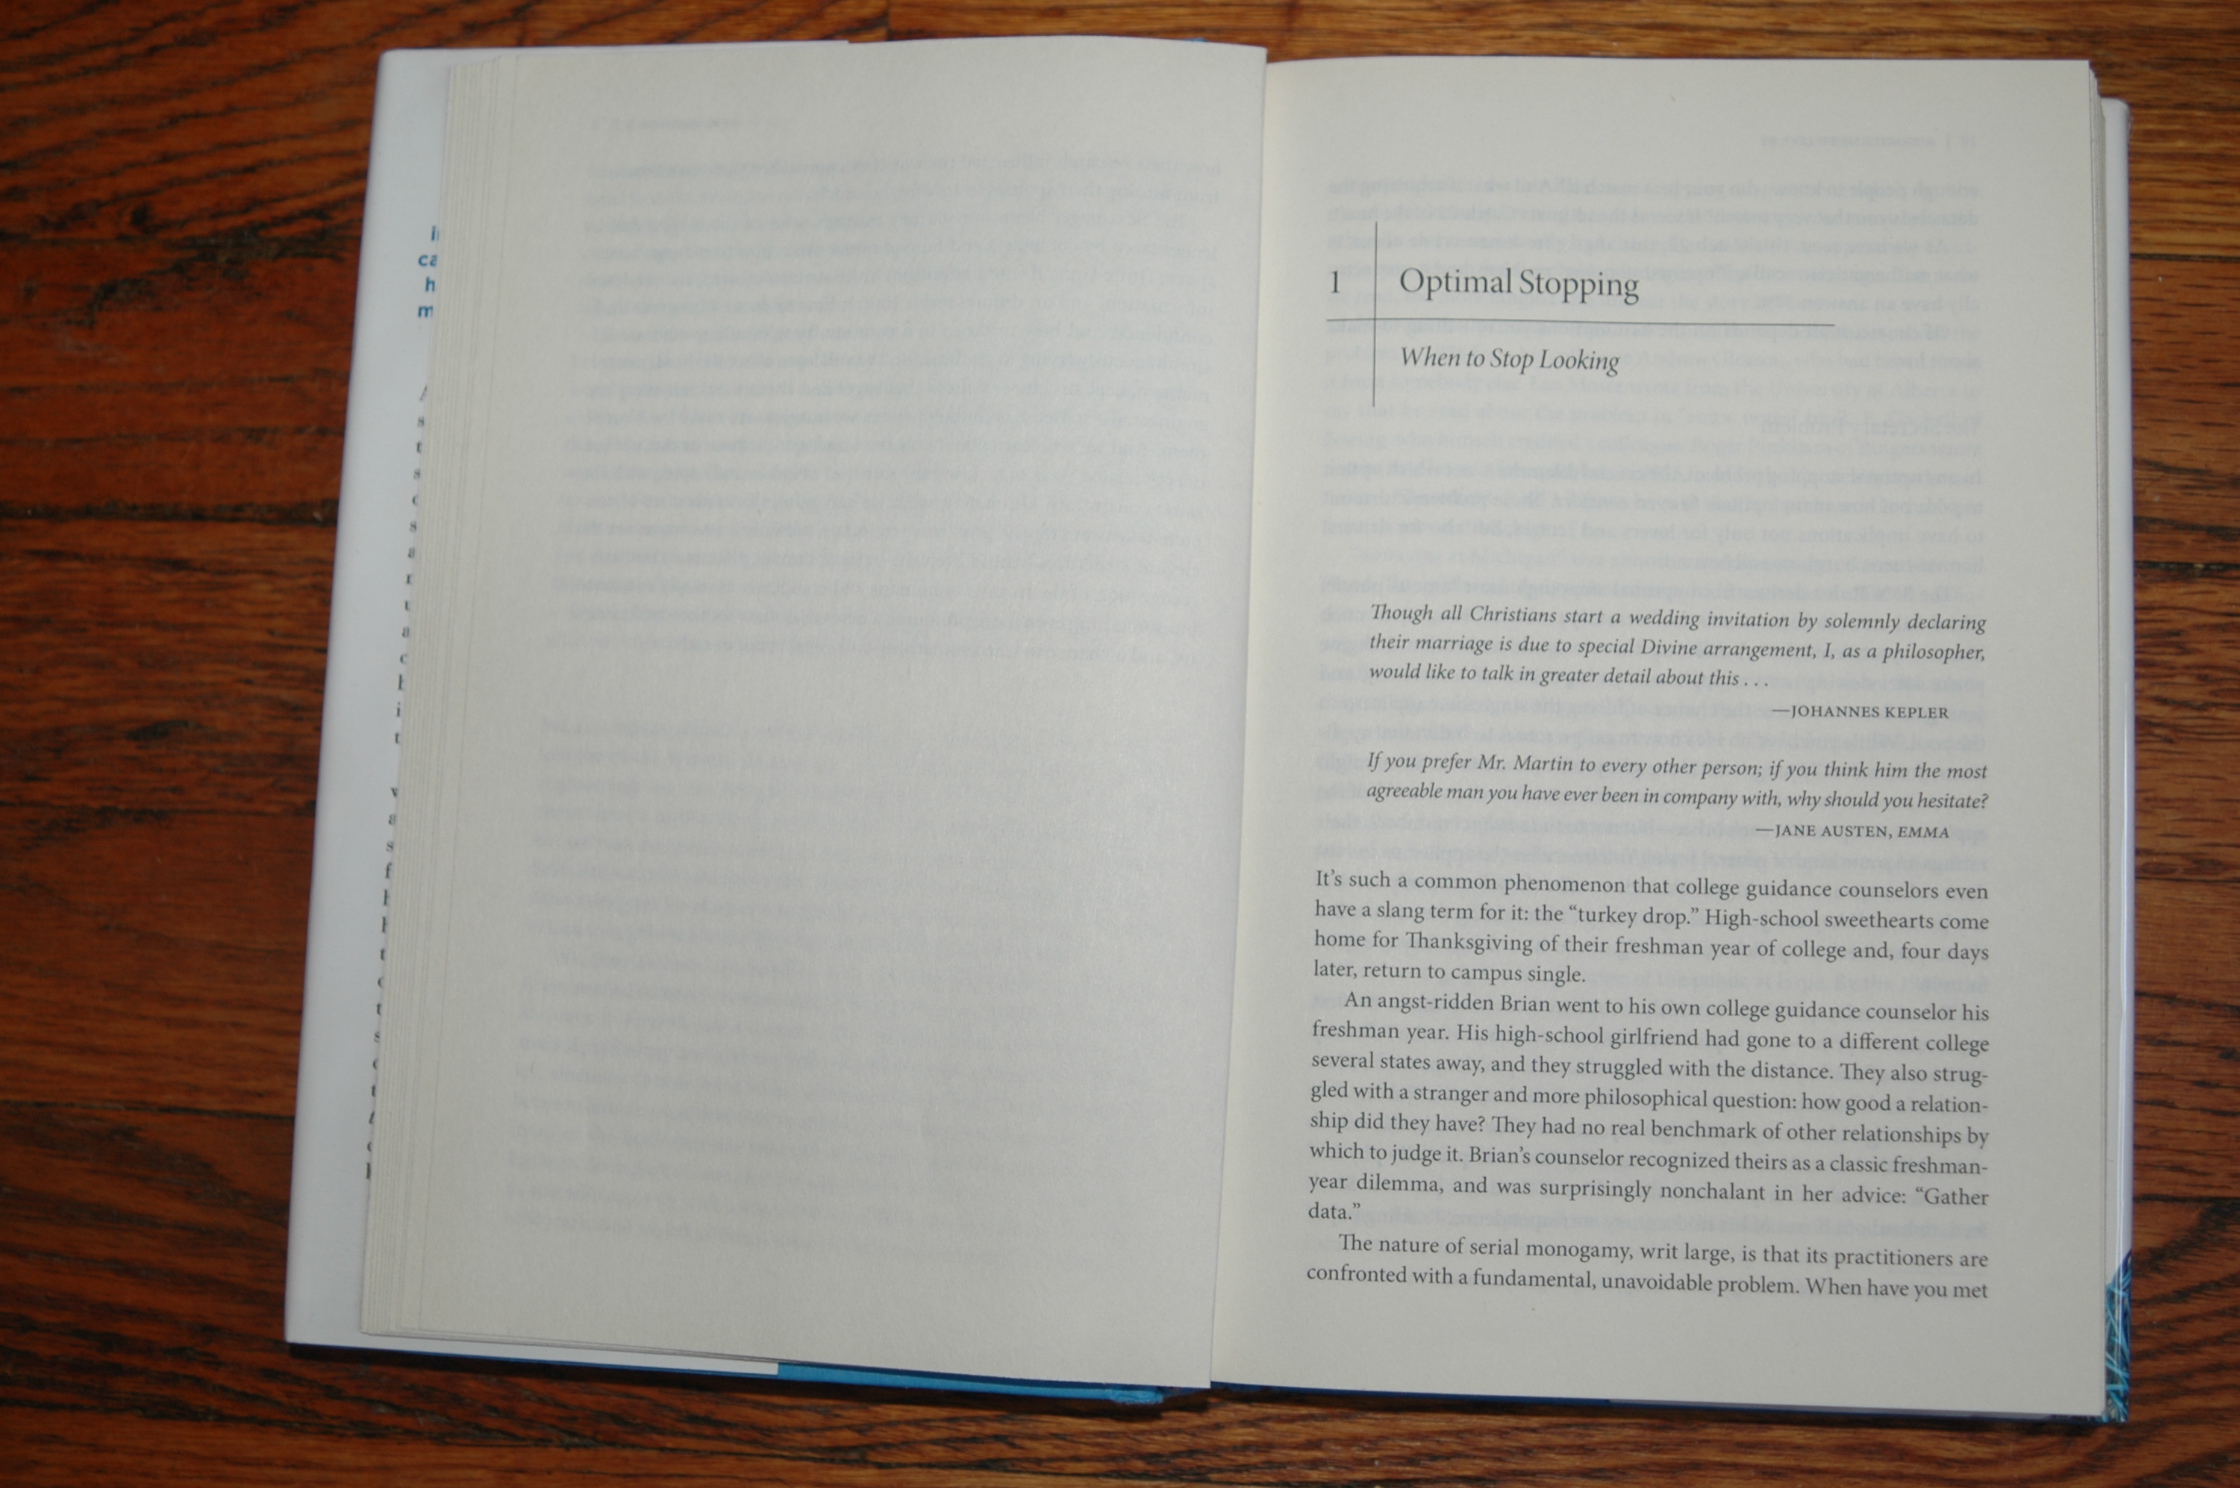 1
Optimal Stopping
When to Stop Looking
Though all Christians start a wedding invitation by solemnly declaring
their marriage is due to special Divine arrangement, I, as a philosopher,
would like to talk in greater detail about this . . .
—JOHANNES KEPLER
If you prefer Mr. Martin to every other person; if you think him the most
agreeable man you have ever been in company with, why should you hesitate?
—JANE AUSTEN, EMMA
It’s such a common phenomenon that college guidance counselors even
have a slang term for it: the “turkey drop.” High-school sweethearts come
home for Thanksgiving of their freshman year of college and, four days
later, return to campus single.
An angst-ridden Brian went to his own college guidance counselor his
freshman year. His high-school girlfriend had gone to a different college
several states away, and they struggled with the distance. They also strug-
gled with a stranger and more philosophical question: how good a relation-
ship did they have? They had no real benchmark of other relationships by
which to judge it. Brian’s counselor recognized theirs as a classic freshman-
year dilemma, and was surprisingly nonchalant in her advice: “Gather
data.”
The nature of serial monogamy, writ large, is that its practitioners are
confronted with a fundamental, unavoidable problem. When have you met